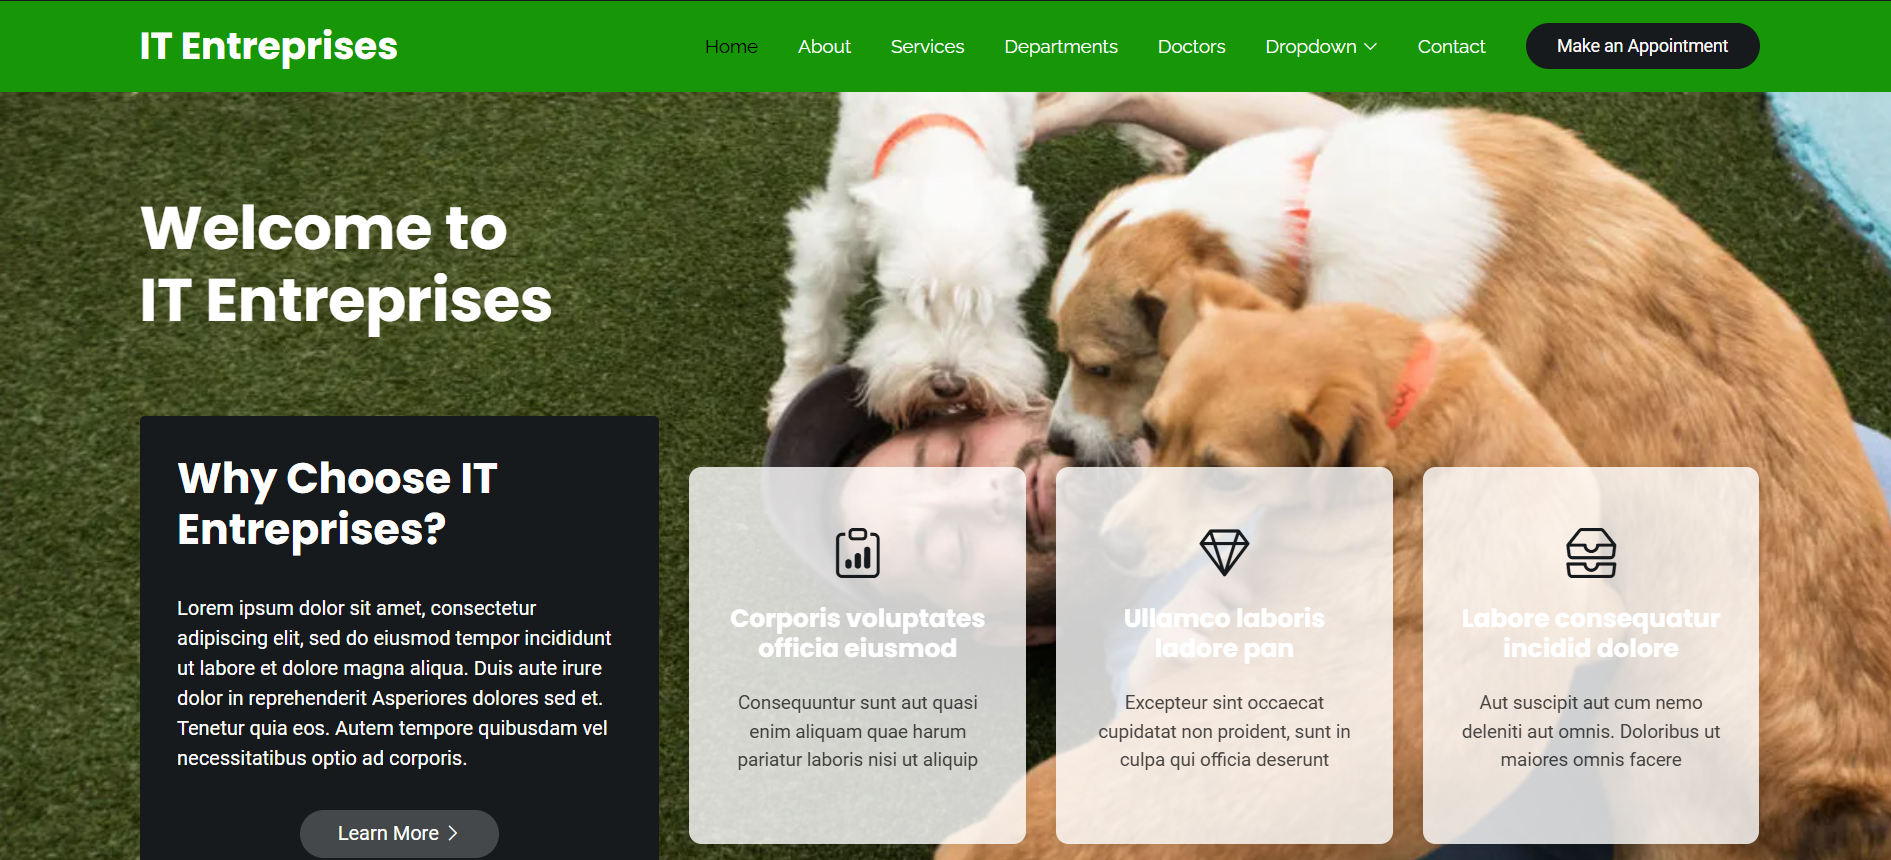 IT Entreprises
Home About Services Departments Doctors Dropdown Contact Make an Appointment
Welcome to
IT Entreprises
Why Choose IT
Entreprises?
Lorem ipsum dolor sit amet, consectetur
adipiscing elit, sed do eiusmod tempor incididunt
ut labore et dolore magna aliqua. Duis aute irure
dolor in reprehenderit Asperiores dolores sed et.
Tenetur quia eos. Autem tempore quibusdam vel
necessitatibus optio ad corporis.
Learn More
Corporis voluptates
officia eiusmod
Consequuntur sunt aut quasi
enim aliquam quae harum
pariatur laboris nisi ut aliquip
Ullamco laboris
ladore pan
Excepteur sint occaecat
cupidatat non proident, sunt in
culpa qui officia deserunt
Labore consequatur
incidid dolore
Aut suscipit aut cum nemo
deleniti aut omnis. Doloribus ut
maiores omnis facere